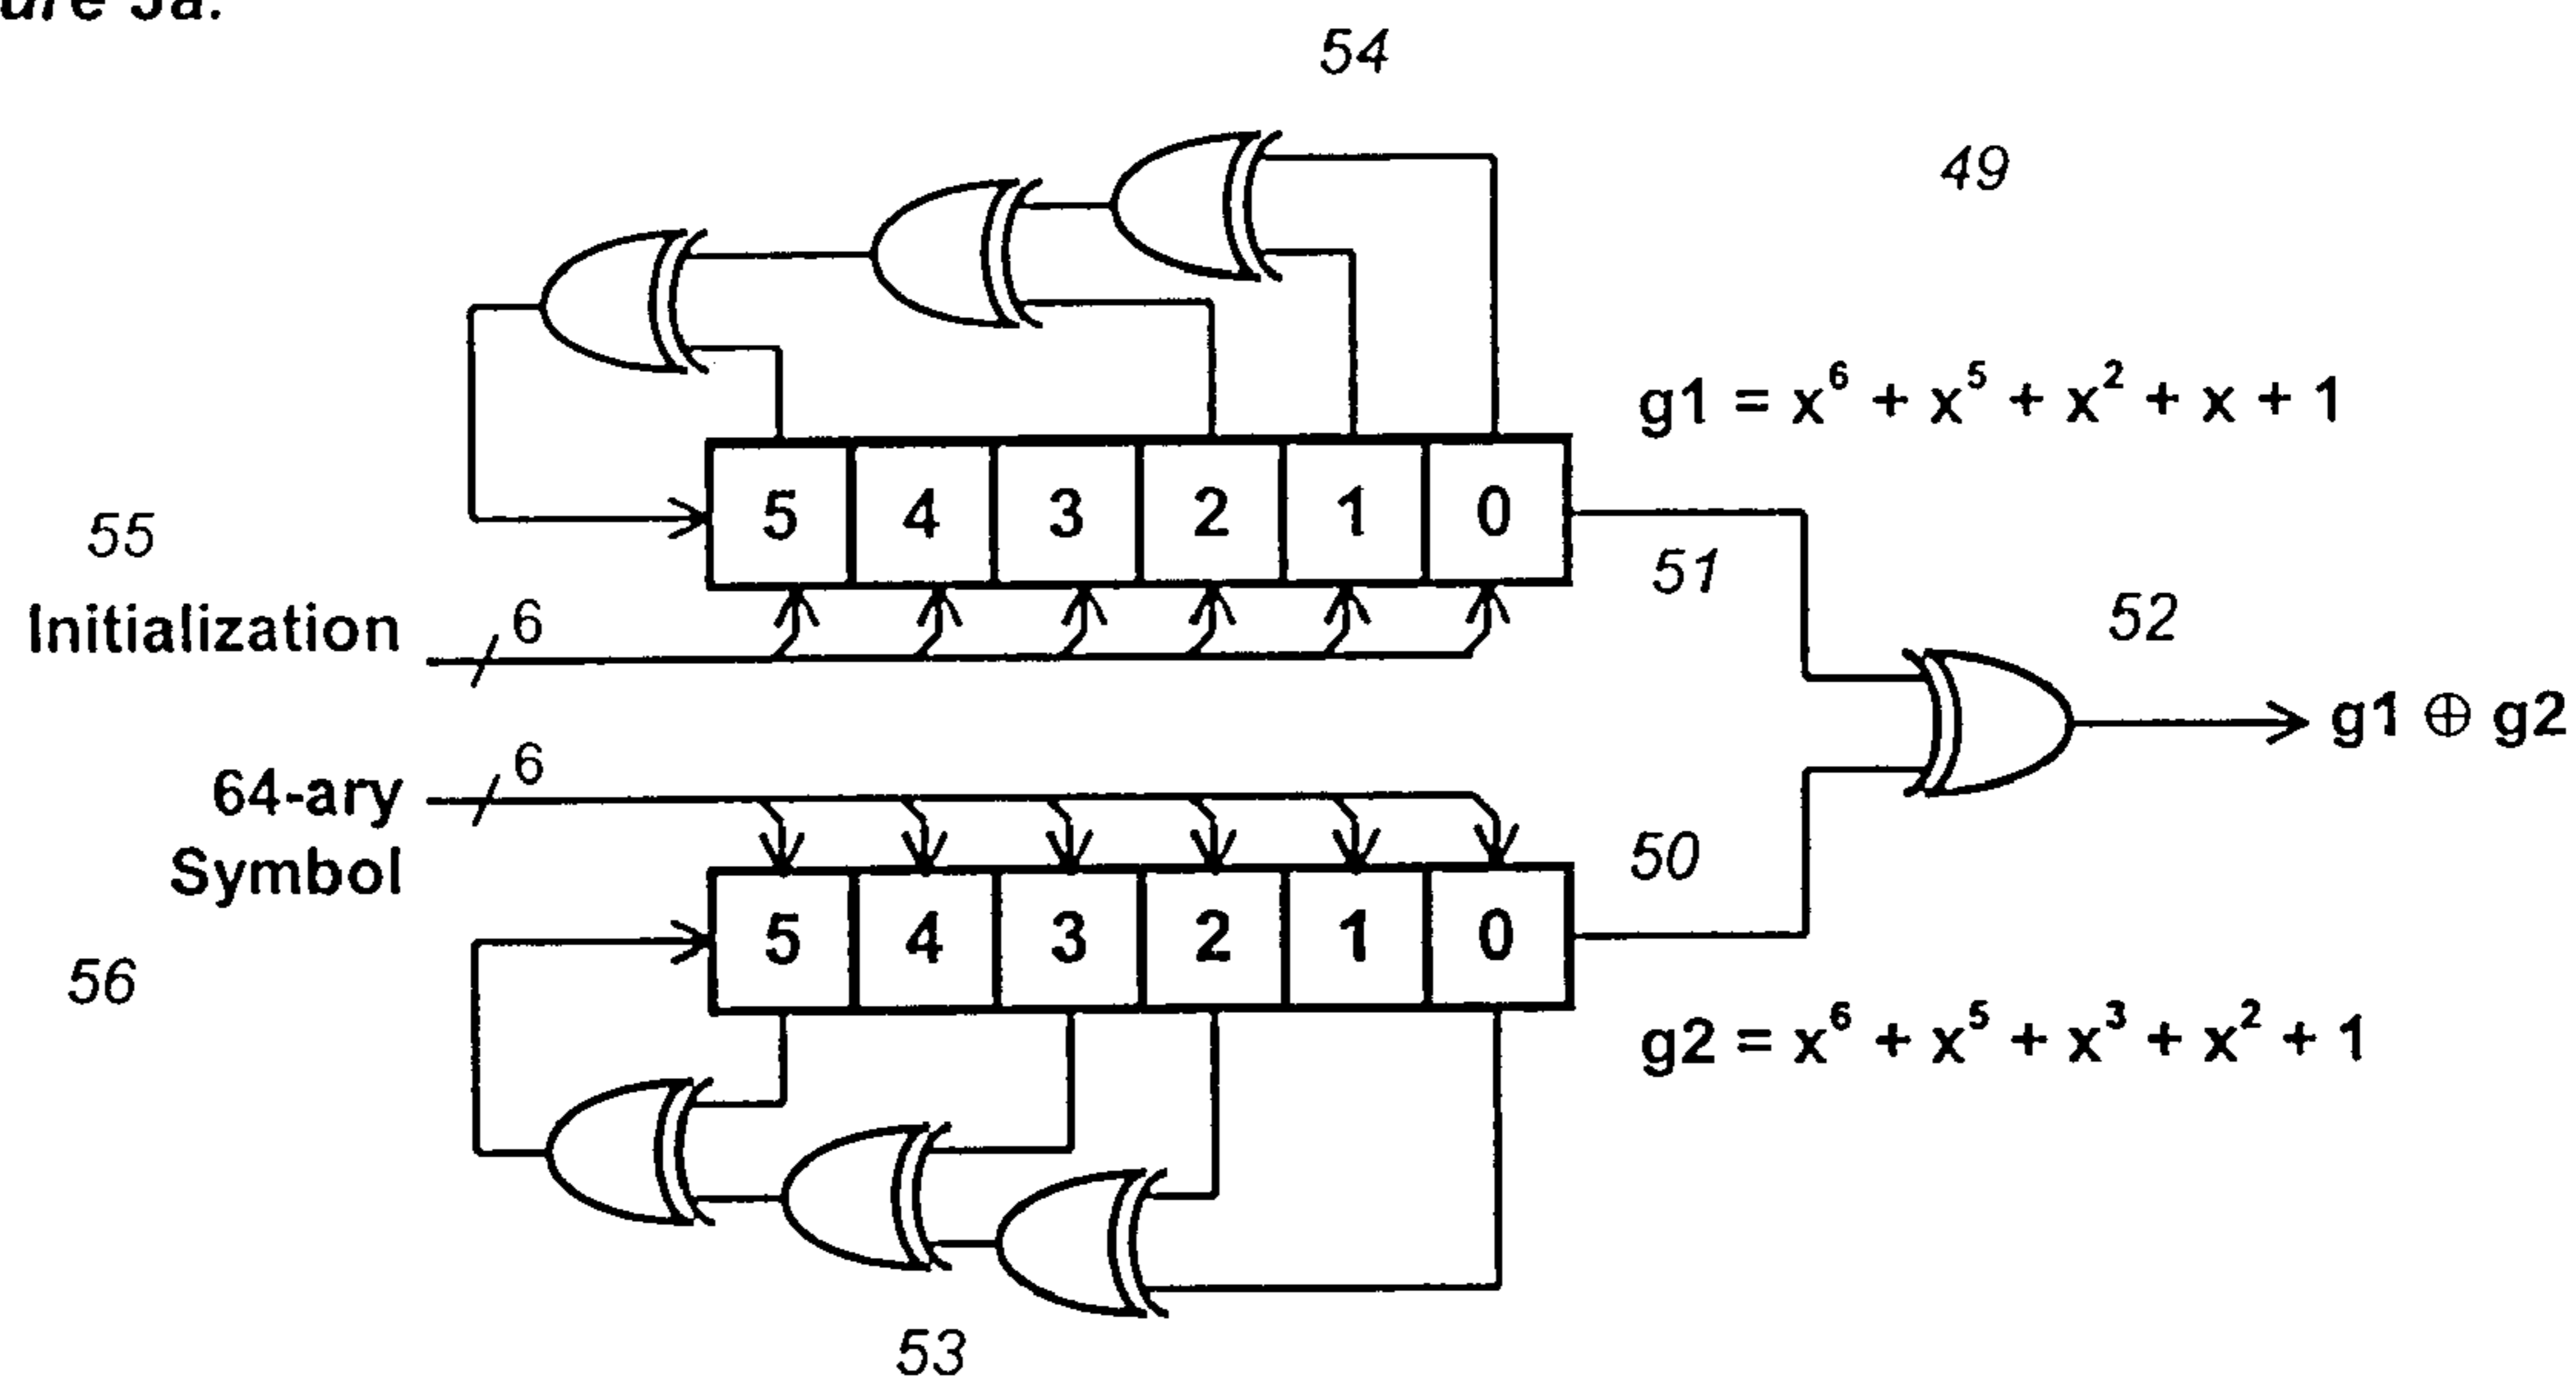 54
49
g1 = x⁶ + x⁵ + x² + x + 1
5 4 3 2 1 0
55
51
Initialization
6
52
g1 ⊕ g2
6
64-ary
Symbol
50
5 4 3 2 1 0
56
g2 = x⁶ + x⁵ + x³ + x² + 1
53